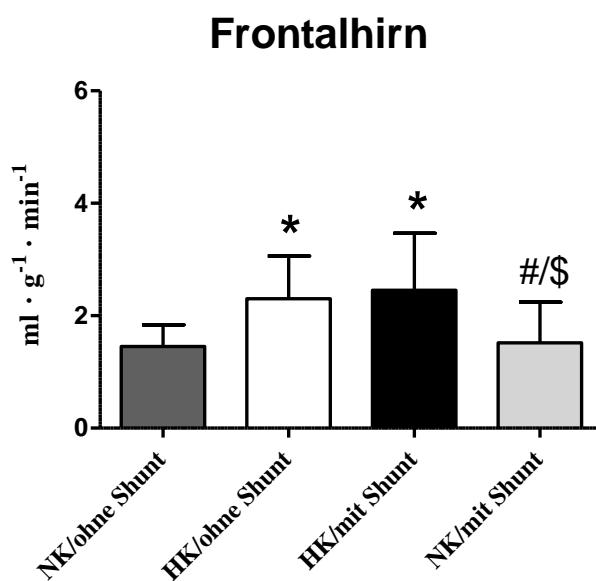 Frontalhirn
6
4
2
0
ml · g⁻¹ · min⁻¹
*
*
#/$
NK/ohne Shunt
HK/ohne Shunt
HK/mit Shunt
NK/mit Shunt